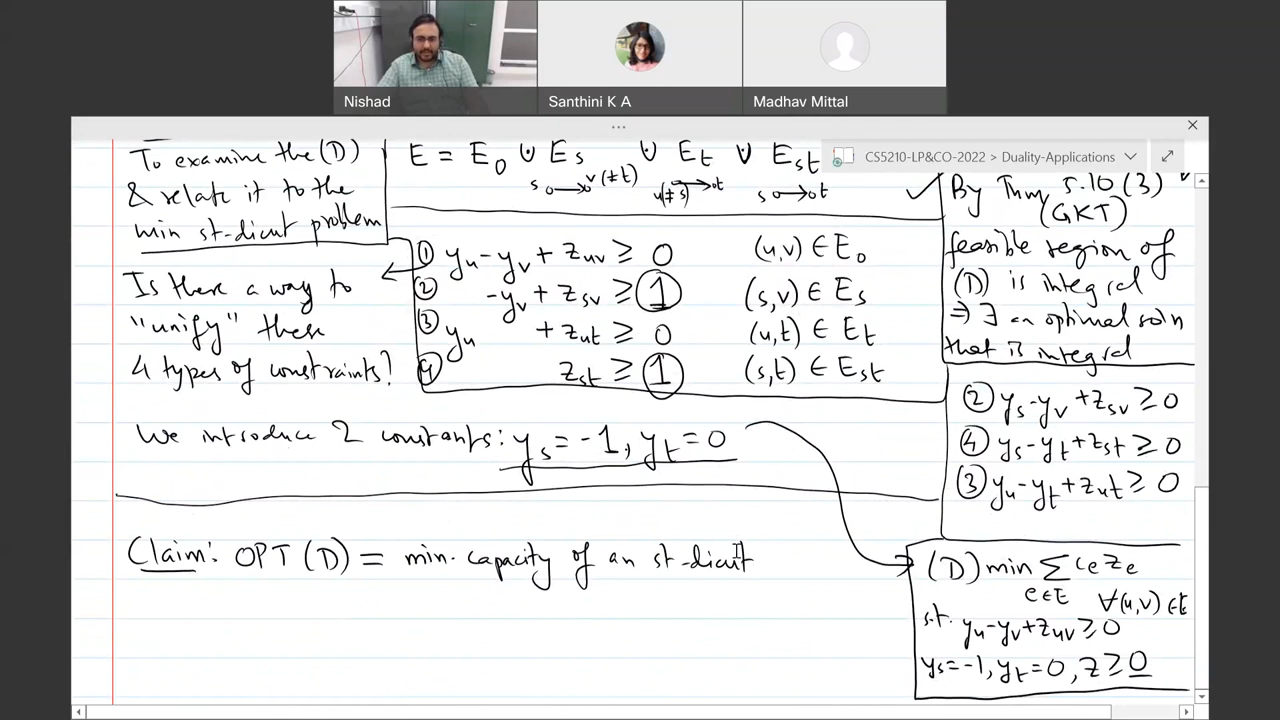 Nishad
Santhini K A
Madhav Mittal
CS5210-LP&CO-2022 > Duality-Applications
To examine the (D)
& relate it to the
min st-dicut problem
E = E₀ ∪ Es ∪ Et ∪ Est
s o→o v(≠t) u(≠s) o→o t s o→o t
① yu - yv + zuv ≥ 0 (u,v) ∈ E₀
② -yv + zsv ≥ 1 (s,v) ∈ Es
③ yu + zut ≥ 0 (u,t) ∈ Et
④ zst ≥ 1 (s,t) ∈ Est
Is there a way to
"unify" these
4 types of constraints?
We introduce 2 constants: ys = -1, yt = 0
Claim: OPT (D) = min. capacity of an st-dicut
By Thm 5.10 (3)
(GKT)
feasible region of
(D) is integral
⇒ ∃ an optimal soln
that is integral
② ys - yv + zsv ≥ 0
④ ys - yt + zst ≥ 0
③ yu - yt + zut ≥ 0
(D) min ∑ ce ze
e∈E ∀(u,v) ∈ E
s.t. yu - yv + zuv ≥ 0
ys = -1, yt = 0, z ≥ 0